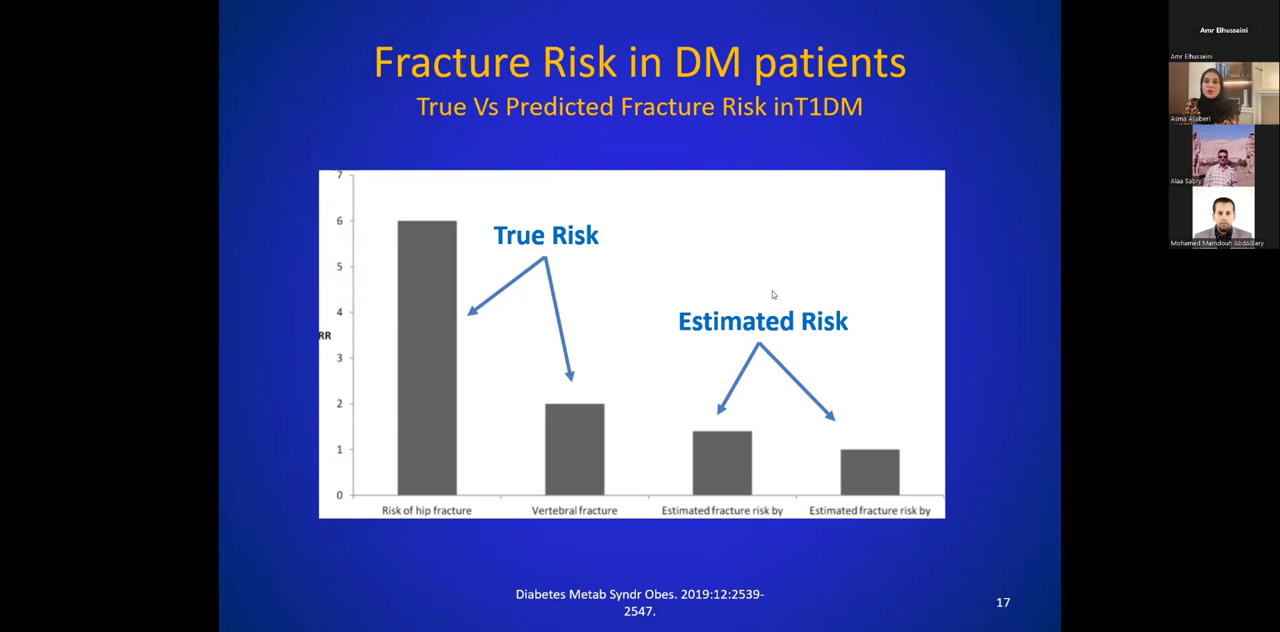 Fracture Risk in DM patients
True Vs Predicted Fracture Risk inT1DM
7
6
5
4
RR
3
2
1
0
True Risk
Estimated Risk
Risk of hip fracture
Vertebral fracture
Estimated fracture risk by
Estimated fracture risk by
Diabetes Metab Syndr Obes. 2019:12:2539-
2547.
17
Amr Elhusseini
Amr Elhusseini
Asma Aljaberi
Alaa Sabry
Mohamed Mamdouh AbdAlBary